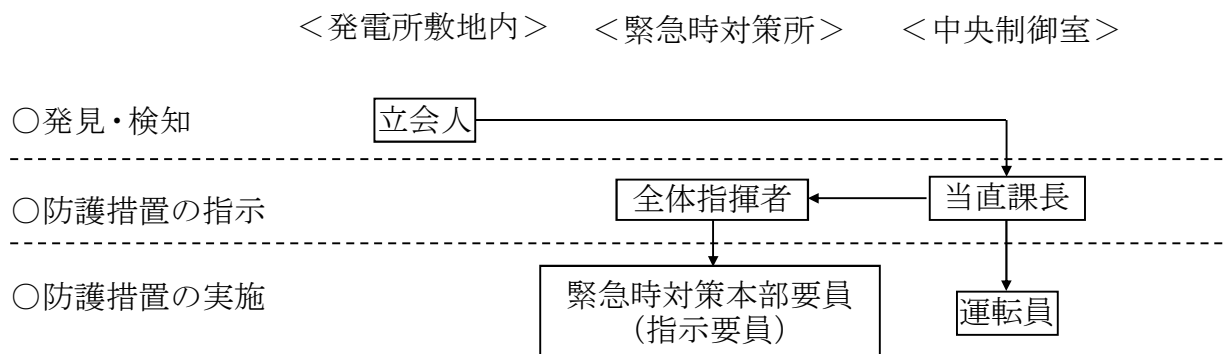 ＜発電所敷地内＞ ＜緊急時対策所＞ ＜中央制御室＞
○発見・検知 立会人
○防護措置の指示 全体指揮者 当直課長
○防護措置の実施 緊急時対策本部要員
（指示要員） 運転員